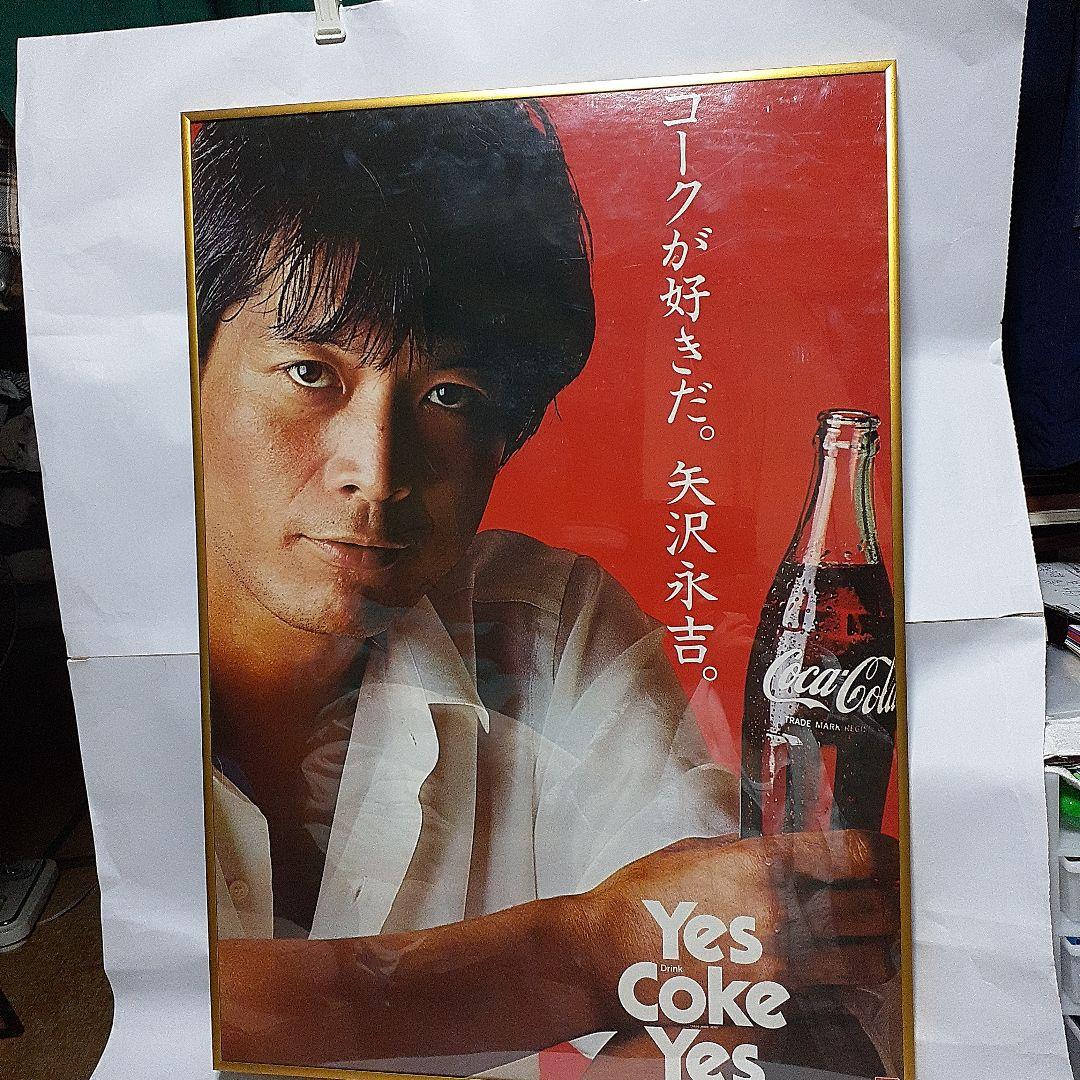 コークが好きだ。矢沢永吉。
Coca-Cola
TRADE MARK REGIS
Yes
Drink
Coke
Yes